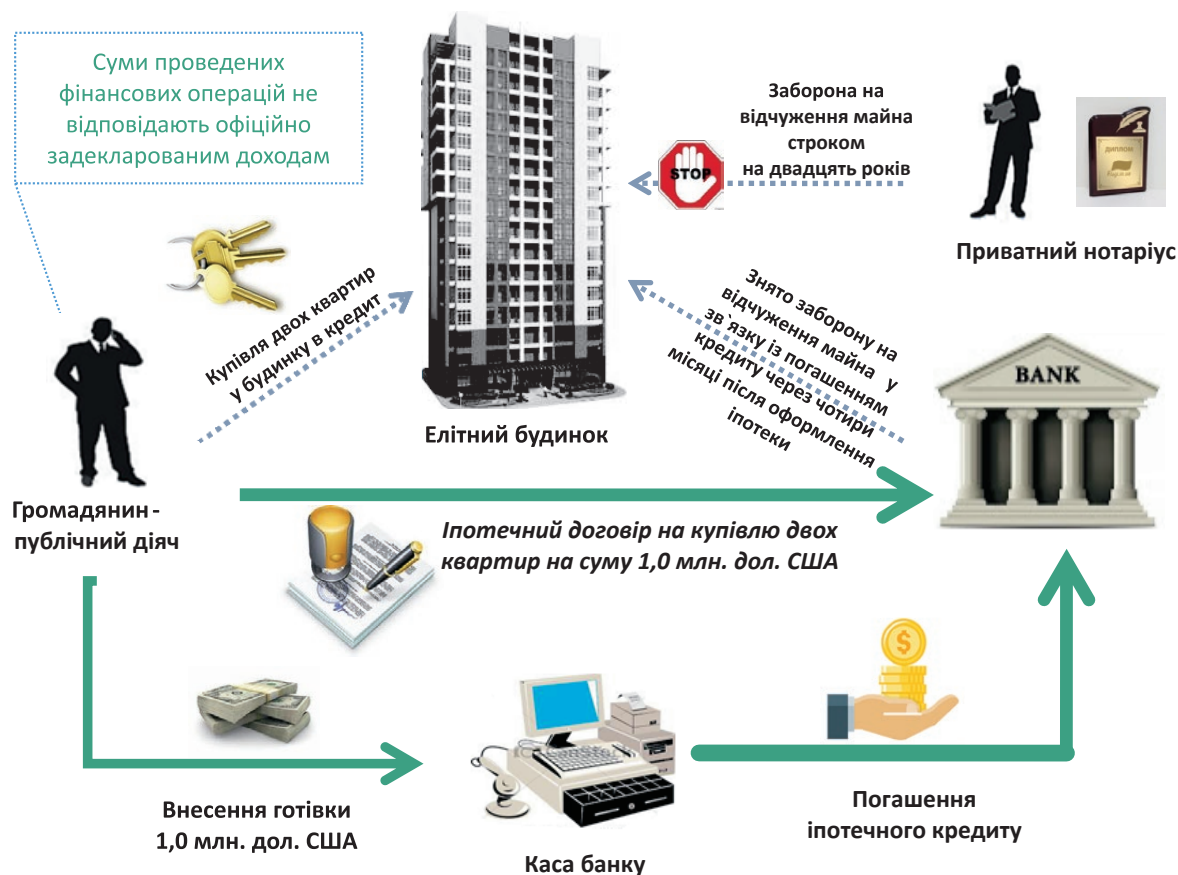 Суми проведених
фінансових операцій не
відповідають офіційно
задекларованим доходам
Заборона на
відчуження майна
строком
на двадцять років
STOP
ДИПЛОМ
Приватний нотаріус
Купівля двох квартир
у будинку в кредит
Знято заборону на
відчуження майна у
зв`язку із погашенням
кредиту через чотири
місяці після оформлення
іпотеки
BANK
Елітний будинок
Громадянин -
публічний діяч
Іпотечний договір на купівлю двох
квартир на суму 1,0 млн. дол. США
Внесення готівки
1,0 млн. дол. США
Каса банку
Погашення
іпотечного кредиту